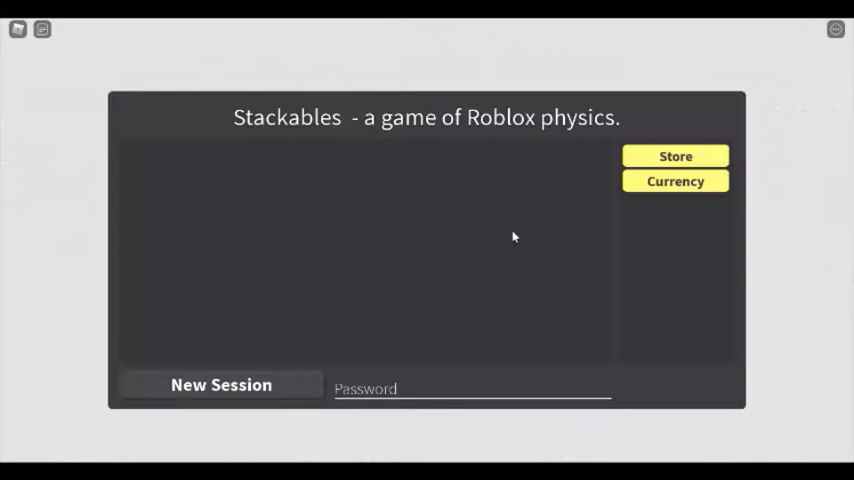 Stackables - a game of Roblox physics.
Store
Currency
New Session
Password